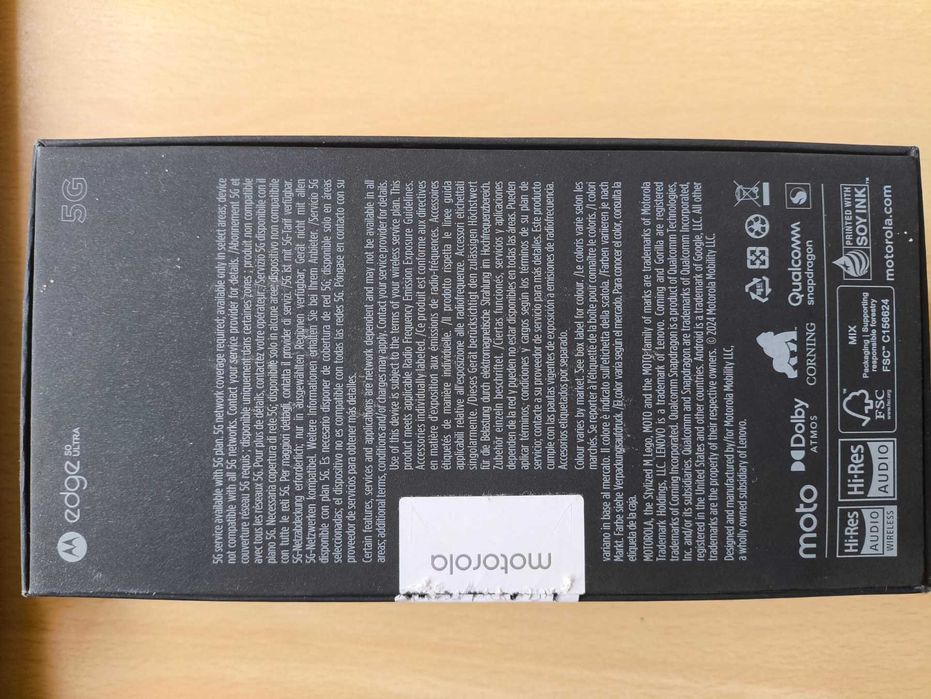 edge 50
ULTRA
5G
5G service available with 5G plan. 5G network coverage required, available only in select areas; device
not compatible with all 5G networks. Contact your service provider for details. /Abonnement 5G et
couverture réseau 5G requis ; disponible uniquement dans certaines zones ; produit non compatible
avec tous les réseaux 5G. Pour plus de détails, contactez votre opérateur./Servizio 5G disponible con il
piano 5G. Necessaria copertura di rete 5G; disponibile solo in alcune aree; dispositivo non compatibile
con tutte le reti 5G. Per maggiori dettagli, contatta il provider di servizi. /5G ist mit 5G-Tarif verfügbar.
5G-Netzabdeckung erforderlich; nur in ausgewählten Regionen verfügbar; Gerät nicht mit allen
5G-Netzwerken kompatibel. Weitere Informationen erhalten Sie bei Ihrem Anbieter. /Servicio 5G
disponible con plan 5G. Es necesario disponer de cobertura de red 5G; disponible solo en áreas
seleccionadas; el dispositivo no es compatible con todas las redes 5G. Póngase en contacto con su
proveedor de servicios para obtener más detalles.
Certain features, services and applications are network dependent and may not be available in all
areas; additional terms, conditions and/or charges may apply. Contact your service provider for details.
Use of this device is subject to the terms of your wireless service plan. This
product meets applicable Radio Frequency Emission Exposure Guidelines.
Accessories labelled individually. /Ce produit est conforme aux directives
en matière d'exposition aux émissions de radio-fréquences. Accessoires
étiquetés de manière individuelle. /Il prodotto rispetta le linee guida
applicabili relative all'esposizione alle radiofrequenze. Accessori etichettati
singolarmente. /Dieses Gerät berücksichtigt den zulässigen Höchstwert
für die Belastung durch elektromagnetische Strahlung im Hochfrequenzbereich.
Zubehör einzeln beschriftet. /Ciertas funciones, servicios y aplicaciones
dependen de la red y pueden no estar disponibles en todas las áreas. Pueden
aplicar términos, condiciones y cargos según los términos de su plan de
servicio; contacte a su proveedor de servicio para más detalles. Este producto
cumple con las pautas vigentes de exposición a emisiones de radiofrecuencia.
Accesorios etiquetados por separado.
Colour varies by market. See box label for colour. /Le coloris varie selon les
marchés. Se reporter à l'étiquette de la boîte pour connaître le coloris. /I colori
variano in base al mercato. Il colore è indicato sull'etichetta della scatola. /Farben variieren je nach
Markt. Farbe siehe Verpackungsaufdruck. /El color varía según el mercado. Para conocer el color, consulta la
etiqueta de la caja.
MOTOROLA, the Stylized M Logo, MOTO and the MOTO family of marks are trademarks of Motorola
Trademark Holdings, LLC. LENOVO is a trademark of Lenovo. Corning and Gorilla are registered
trademarks of Corning Incorporated. Qualcomm Snapdragon is a product of Qualcomm Technologies,
Inc. and/or its subsidiaries. Qualcomm and Snapdragon are trademarks of Qualcomm Incorporated,
registered in the United States and other countries. Android is a trademark of Google, LLC. All other
trademarks are the property of their respective owners. © 2024 Motorola Mobility LLC.
Designed and manufactured by/for Motorola Mobility LLC,
a wholly owned subsidiary of Lenovo.
motorola
moto
Dolby
ATMOS
CORNING
Qualcomm
snapdragon
Hi-Res
AUDIO
WIRELESS
Hi-Res
AUDIO
FSC
www.fsc.org
MIX
Packaging | Supporting
responsible forestry
FSC™ C156624
PRINTED WITH
SOY INK™
motorola.com